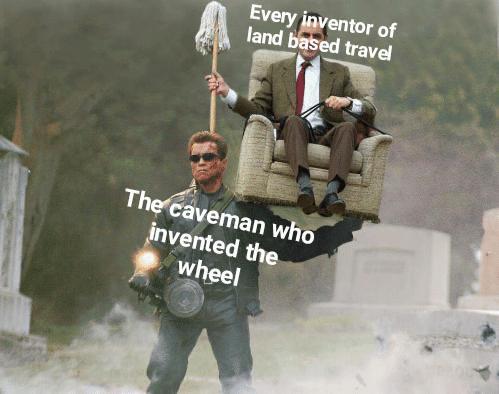 Every inventor of
land based travel
The caveman who
invented the
wheel